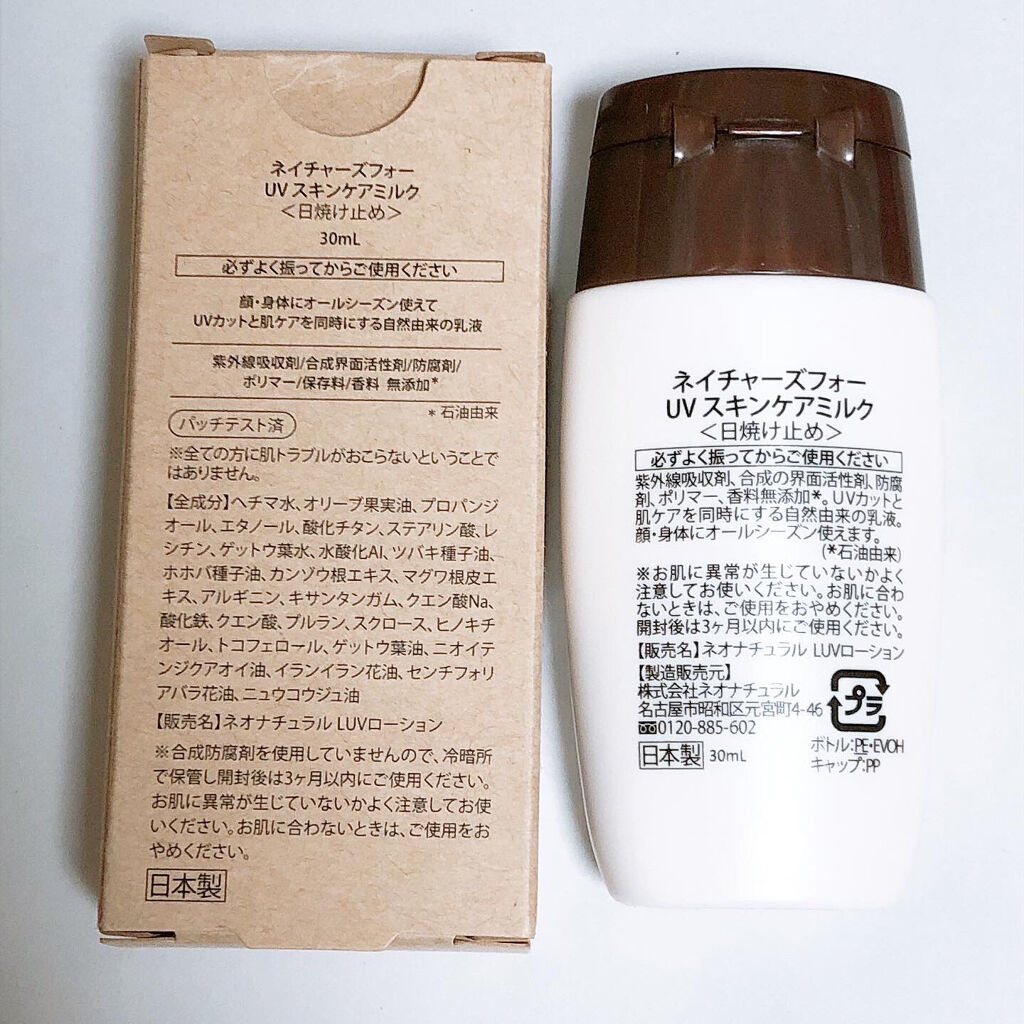 ネイチャーズフォー
UV スキンケアミルク
＜日焼け止め＞
30mL
必ずよく振ってからご使用ください
顔・身体にオールシーズン使えて
UVカットと肌ケアを同時にする自然由来の乳液
紫外線吸収剤/合成界面活性剤/防腐剤/
ポリマー/保存料/香料 無添加*
* 石油由来
パッチテスト済
※全ての方に肌トラブルがおこらないということで
はありません。
【全成分】ヘチマ水、オリーブ果実油、プロパンジ
オール、エタノール、酸化チタン、ステアリン酸、レ
シチン、ゲットウ葉水、水酸化Al、ツバキ種子油、
ホホバ種子油、カンゾウ根エキス、マグワ根皮エ
キス、アルギニン、キサンタンガム、クエン酸Na、
酸化鉄、クエン酸、プルラン、スクロース、ヒノキチ
オール、トコフェロール、ゲットウ葉油、ニオイテ
ンジクアオイ油、イランイラン花油、センチフォリ
アバラ花油、ニュウコウジュ油
【販売名】ネオナチュラル LUVローション
※合成防腐剤を使用していませんので、冷暗所
で保管し開封後は3ヶ月以内にご使用ください。
お肌に異常が生じていないかよく注意してお使
いください。お肌に合わないときは、ご使用をお
やめください。
日本製
ネイチャーズフォー
UV スキンケアミルク
＜日焼け止め＞
必ずよく振ってからご使用ください
紫外線吸収剤、合成の界面活性剤、防腐
剤、ポリマー、香料無添加*。UVカットと
肌ケアを同時にする自然由来の乳液。
顔・身体にオールシーズン使えます。
(*石油由来)
※お肌に異常が生じていないかよく
注意してお使いください。お肌に合わ
ないときは、ご使用をおやめください。
開封後は3ヶ月以内にご使用ください。
【販売名】ネオナチュラル LUVローション
【製造販売元】
株式会社ネオナチュラル
名古屋市昭和区元宮町4-46
0120-885-602
日本製 30mL
プラ
ボトル:PE・EVOH
キャップ:PP